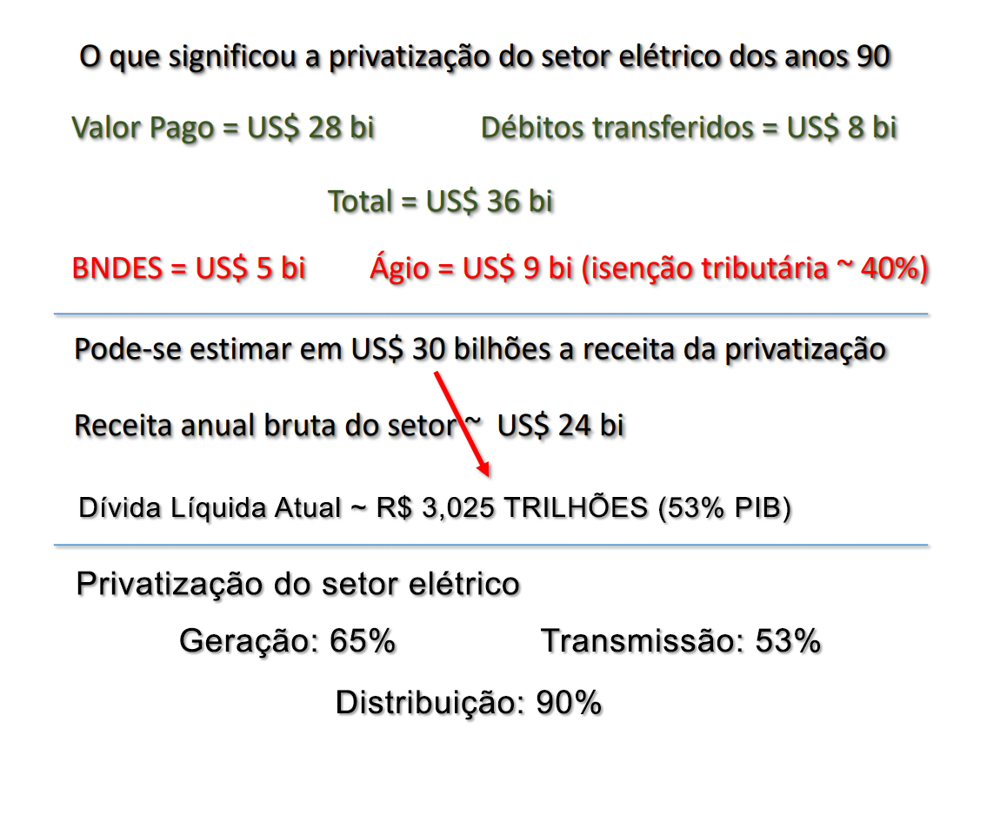 O que significou a privatização do setor elétrico dos anos 90
Valor Pago = US$ 28 bi Débitos transferidos = US$ 8 bi
Total = US$ 36 bi
BNDES = US$ 5 bi Ágio = US$ 9 bi (isenção tributária ~ 40%)
Pode-se estimar em US$ 30 bilhões a receita da privatização
Receita anual bruta do setor ~ US$ 24 bi
Dívida Líquida Atual ~ R$ 3,025 TRILHÕES (53% PIB)
Privatização do setor elétrico
Geração: 65% Transmissão: 53%
Distribuição: 90%